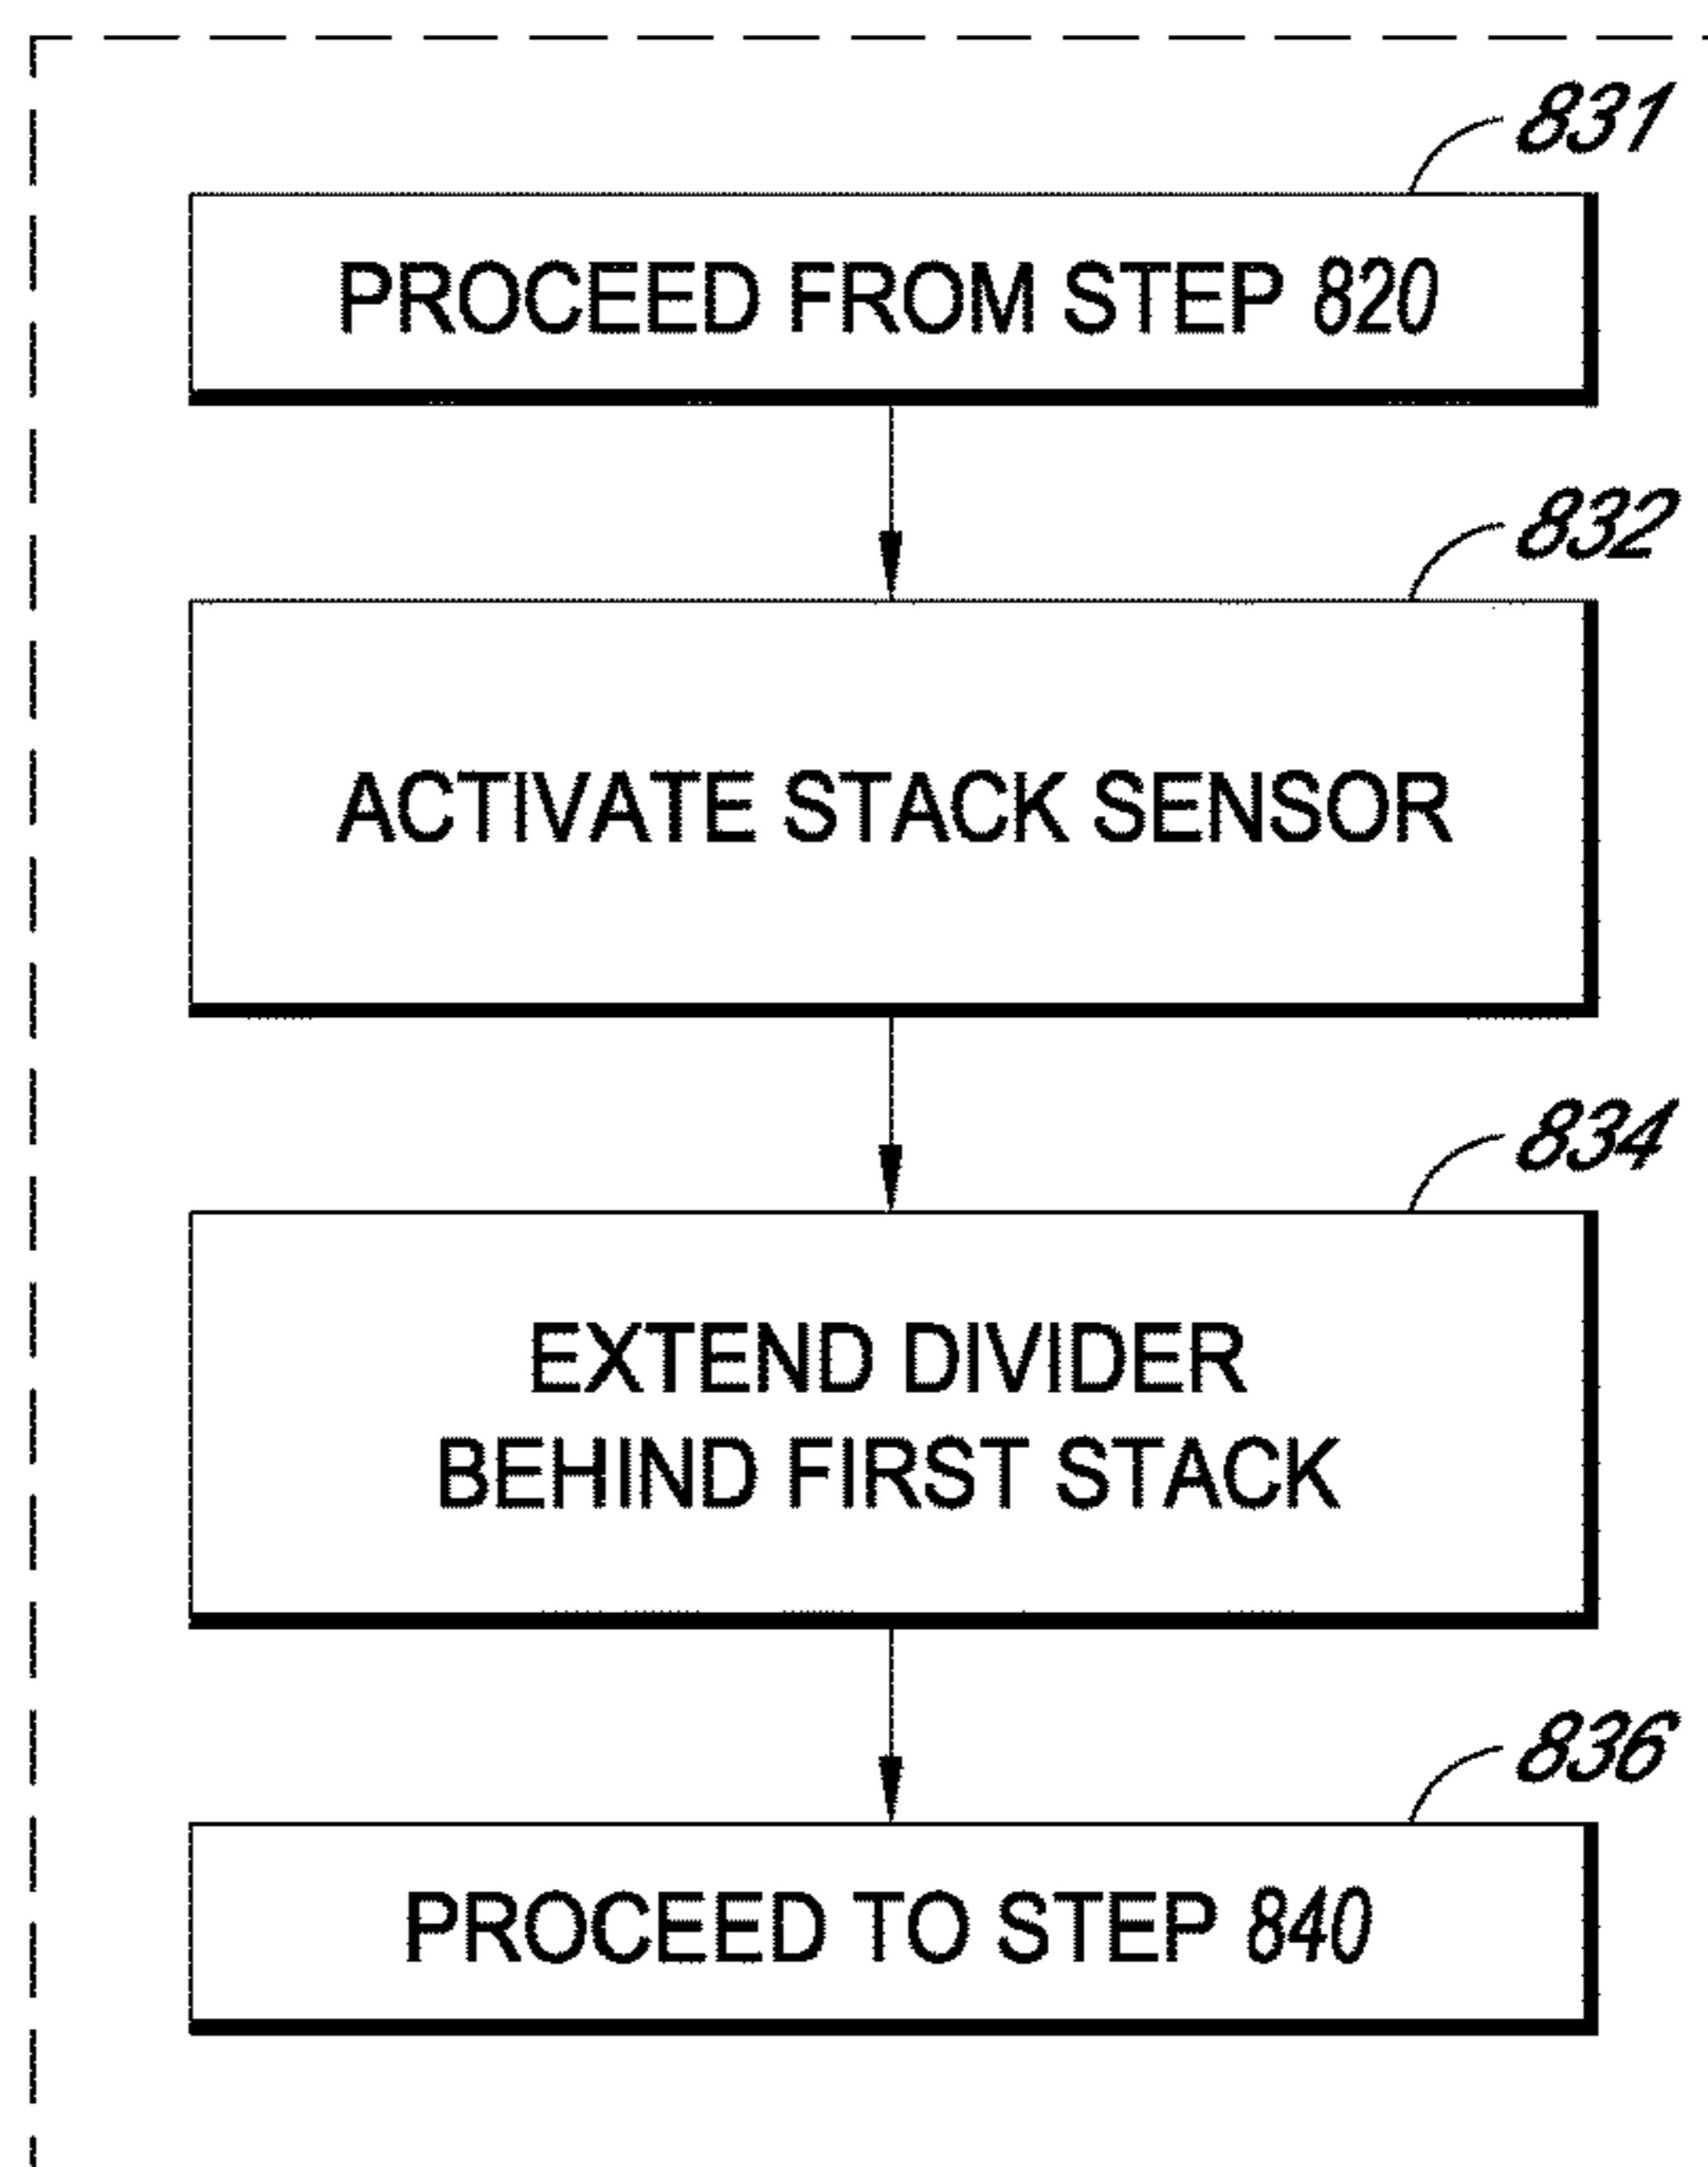 831
PROCEED FROM STEP 820
832
ACTIVATE STACK SENSOR
834
EXTEND DIVIDER
BEHIND FIRST STACK
836
PROCEED TO STEP 840